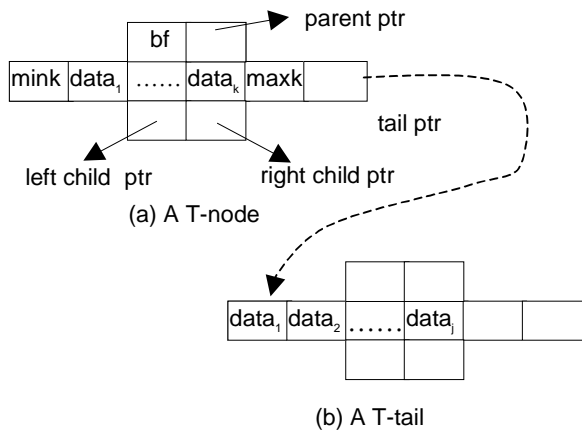 parent ptr
bf
mink data₁ ...... dataₖ maxk
tail ptr
left child ptr
right child ptr
(a) A T-node
data₁ data₂ ...... dataⱼ
(b) A T-tail